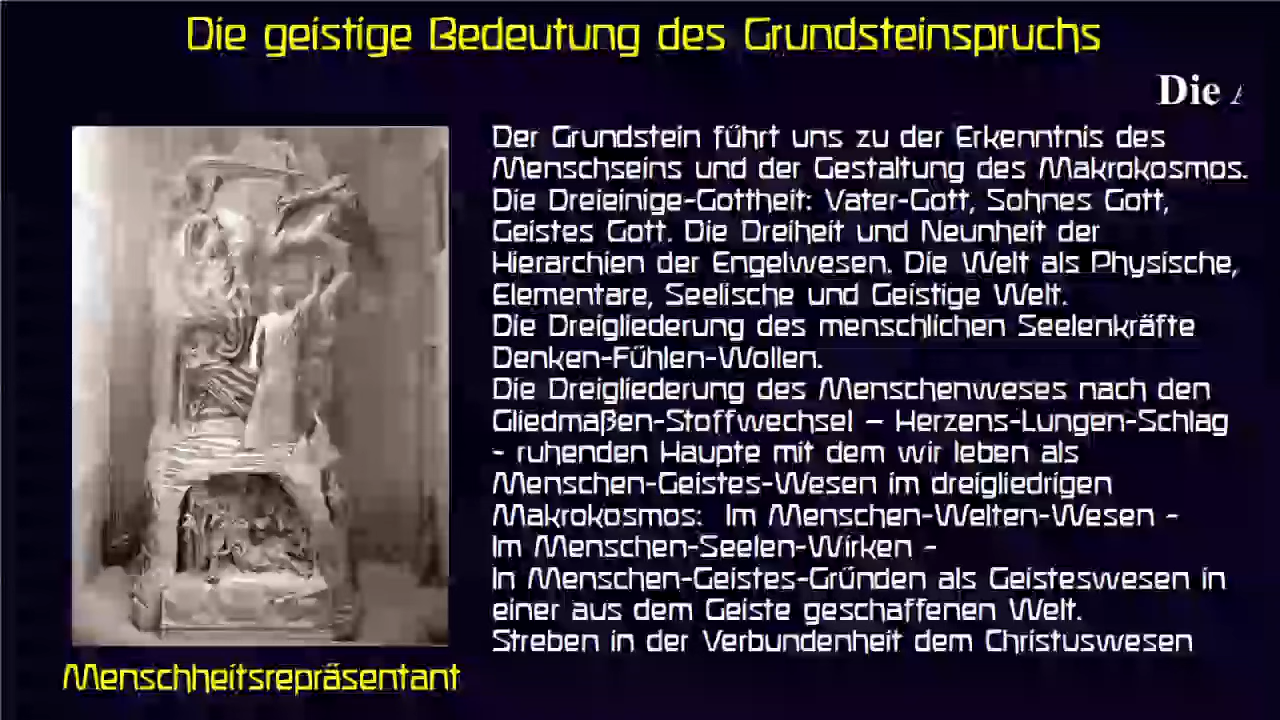 Die geistige Bedeutung des Grundsteinspruchs
Die
Der Grundstein führt uns zu der Erkenntnis des
Menschseins und der Gestaltung des Makrokosmos.
Die Dreieinige-Gottheit: Vater-Gott, Sohnes Gott,
Geistes Gott. Die Dreiheit und Neunheit der
Hierarchien der Engelwesen. Die Welt als Physische,
Elementare, Seelische und Geistige Welt.
Die Dreigliederung des menschlichen Seelenkräfte
Denken-Fühlen-Wollen.
Die Dreigliederung des Menschenweses nach den
Gliedmaßen-Stoffwechsel – Herzens-Lungen-Schlag
- ruhenden Haupte mit dem wir leben als
Menschen-Geistes-Wesen im dreigliedrigen
Makrokosmos: Im Menschen-Welten-Wesen -
Im Menschen-Seelen-Wirken -
In Menschen-Geistes-Gründen als Geisteswesen in
einer aus dem Geiste geschaffenen Welt.
Streben in der Verbundenheit dem Christuswesen
Menschheitsrepräsentant